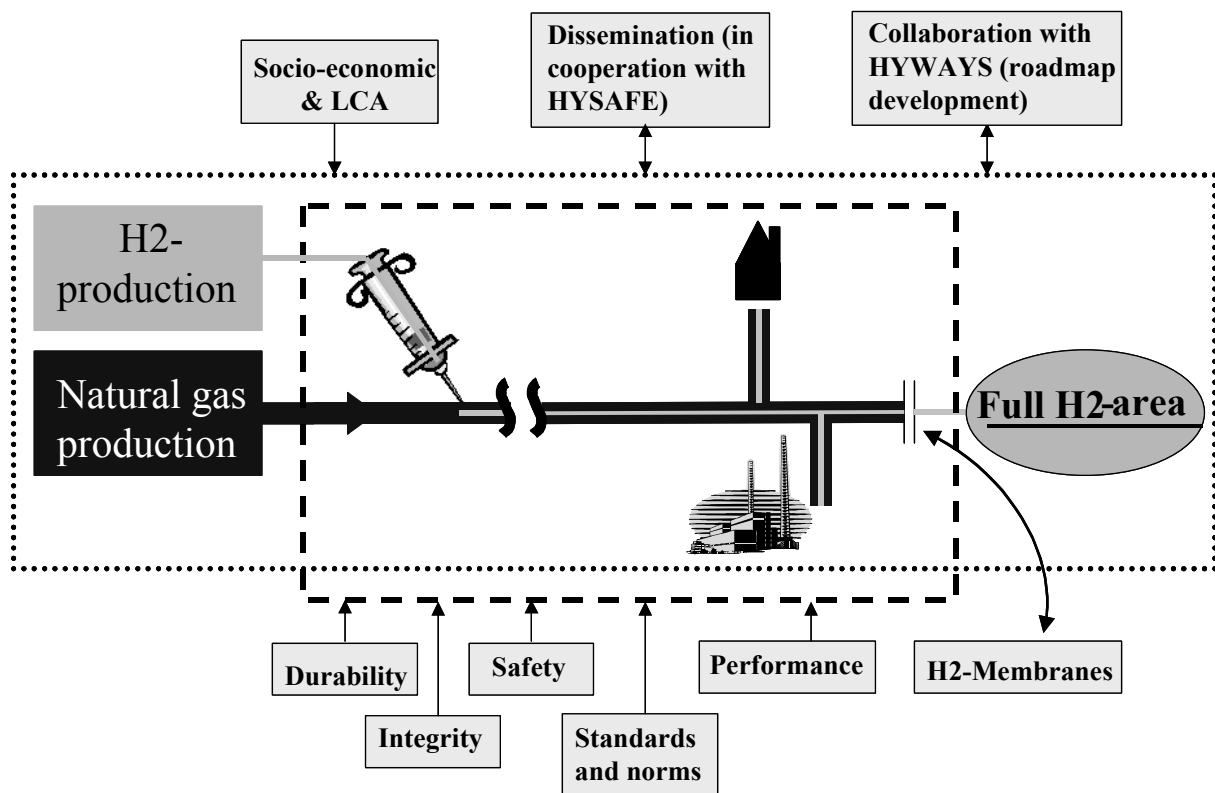 Socio-economic
& LCA
Dissemination (in
cooperation with
HYSAFE)
Collaboration with
HYWAYS (roadmap
development)
H2-
production
Natural gas
production
Full H2-area
Durability
Integrity
Safety
Standards
and norms
Performance
H2-Membranes